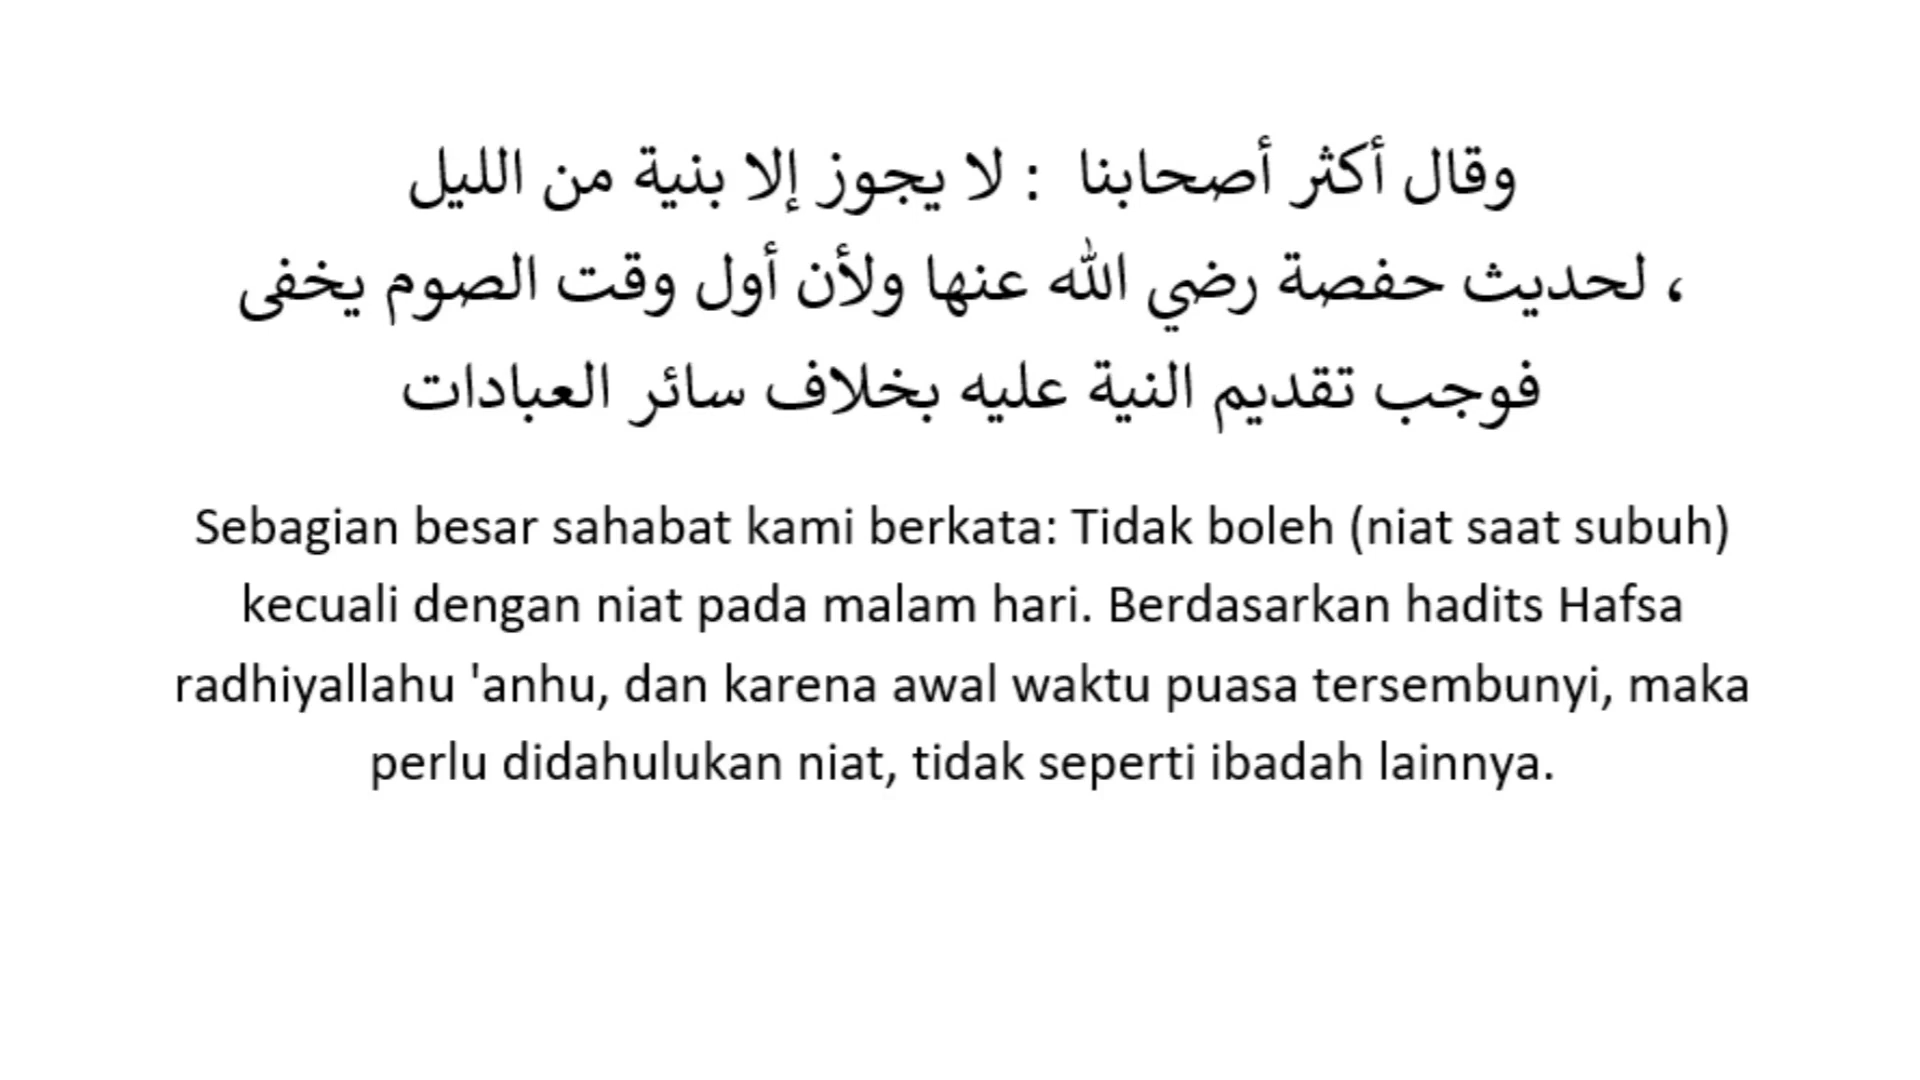 وقال أكثر أصحابنا : لا يجوز إلا بنية من الليل
، لحديث حفصة رضي الله عنها ولأن أول وقت الصوم يخفى
فوجب تقديم النية عليه بخلاف سائر العبادات
Sebagian besar sahabat kami berkata: Tidak boleh (niat saat subuh)
kecuali dengan niat pada malam hari. Berdasarkan hadits Hafsa
radhiyallahu 'anhu, dan karena awal waktu puasa tersembunyi, maka
perlu didahulukan niat, tidak seperti ibadah lainnya.